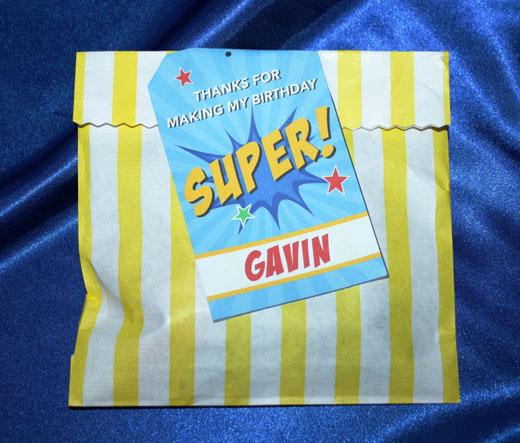 THANKS FOR
MAKING MY BIRTHDAY
SUPER!
GAVIN